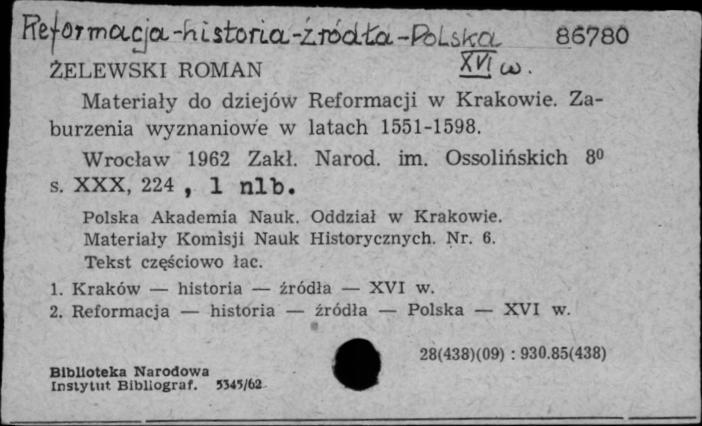 Reformacja-historia-źródła-Polska 86780
XVI w.
ŻELEWSKI ROMAN
Materiały do dziejów Reformacji w Krakowie. Za-
burzenia wyznaniowe w latach 1551-1598.
Wrocław 1962 Zakł. Narod. im. Ossolińskich 8⁰
s. XXX, 224 , 1 nlb.
Polska Akademia Nauk. Oddział w Krakowie.
Materiały Komisji Nauk Historycznych. Nr. 6.
Tekst częściowo łac.
1. Kraków — historia — źródła — XVI w.
2. Reformacja — historia — źródła — Polska — XVI w.
28(438)(09) : 930.85(438)
Biblioteka Narodowa
Instytut Bibliograf. 5345/62